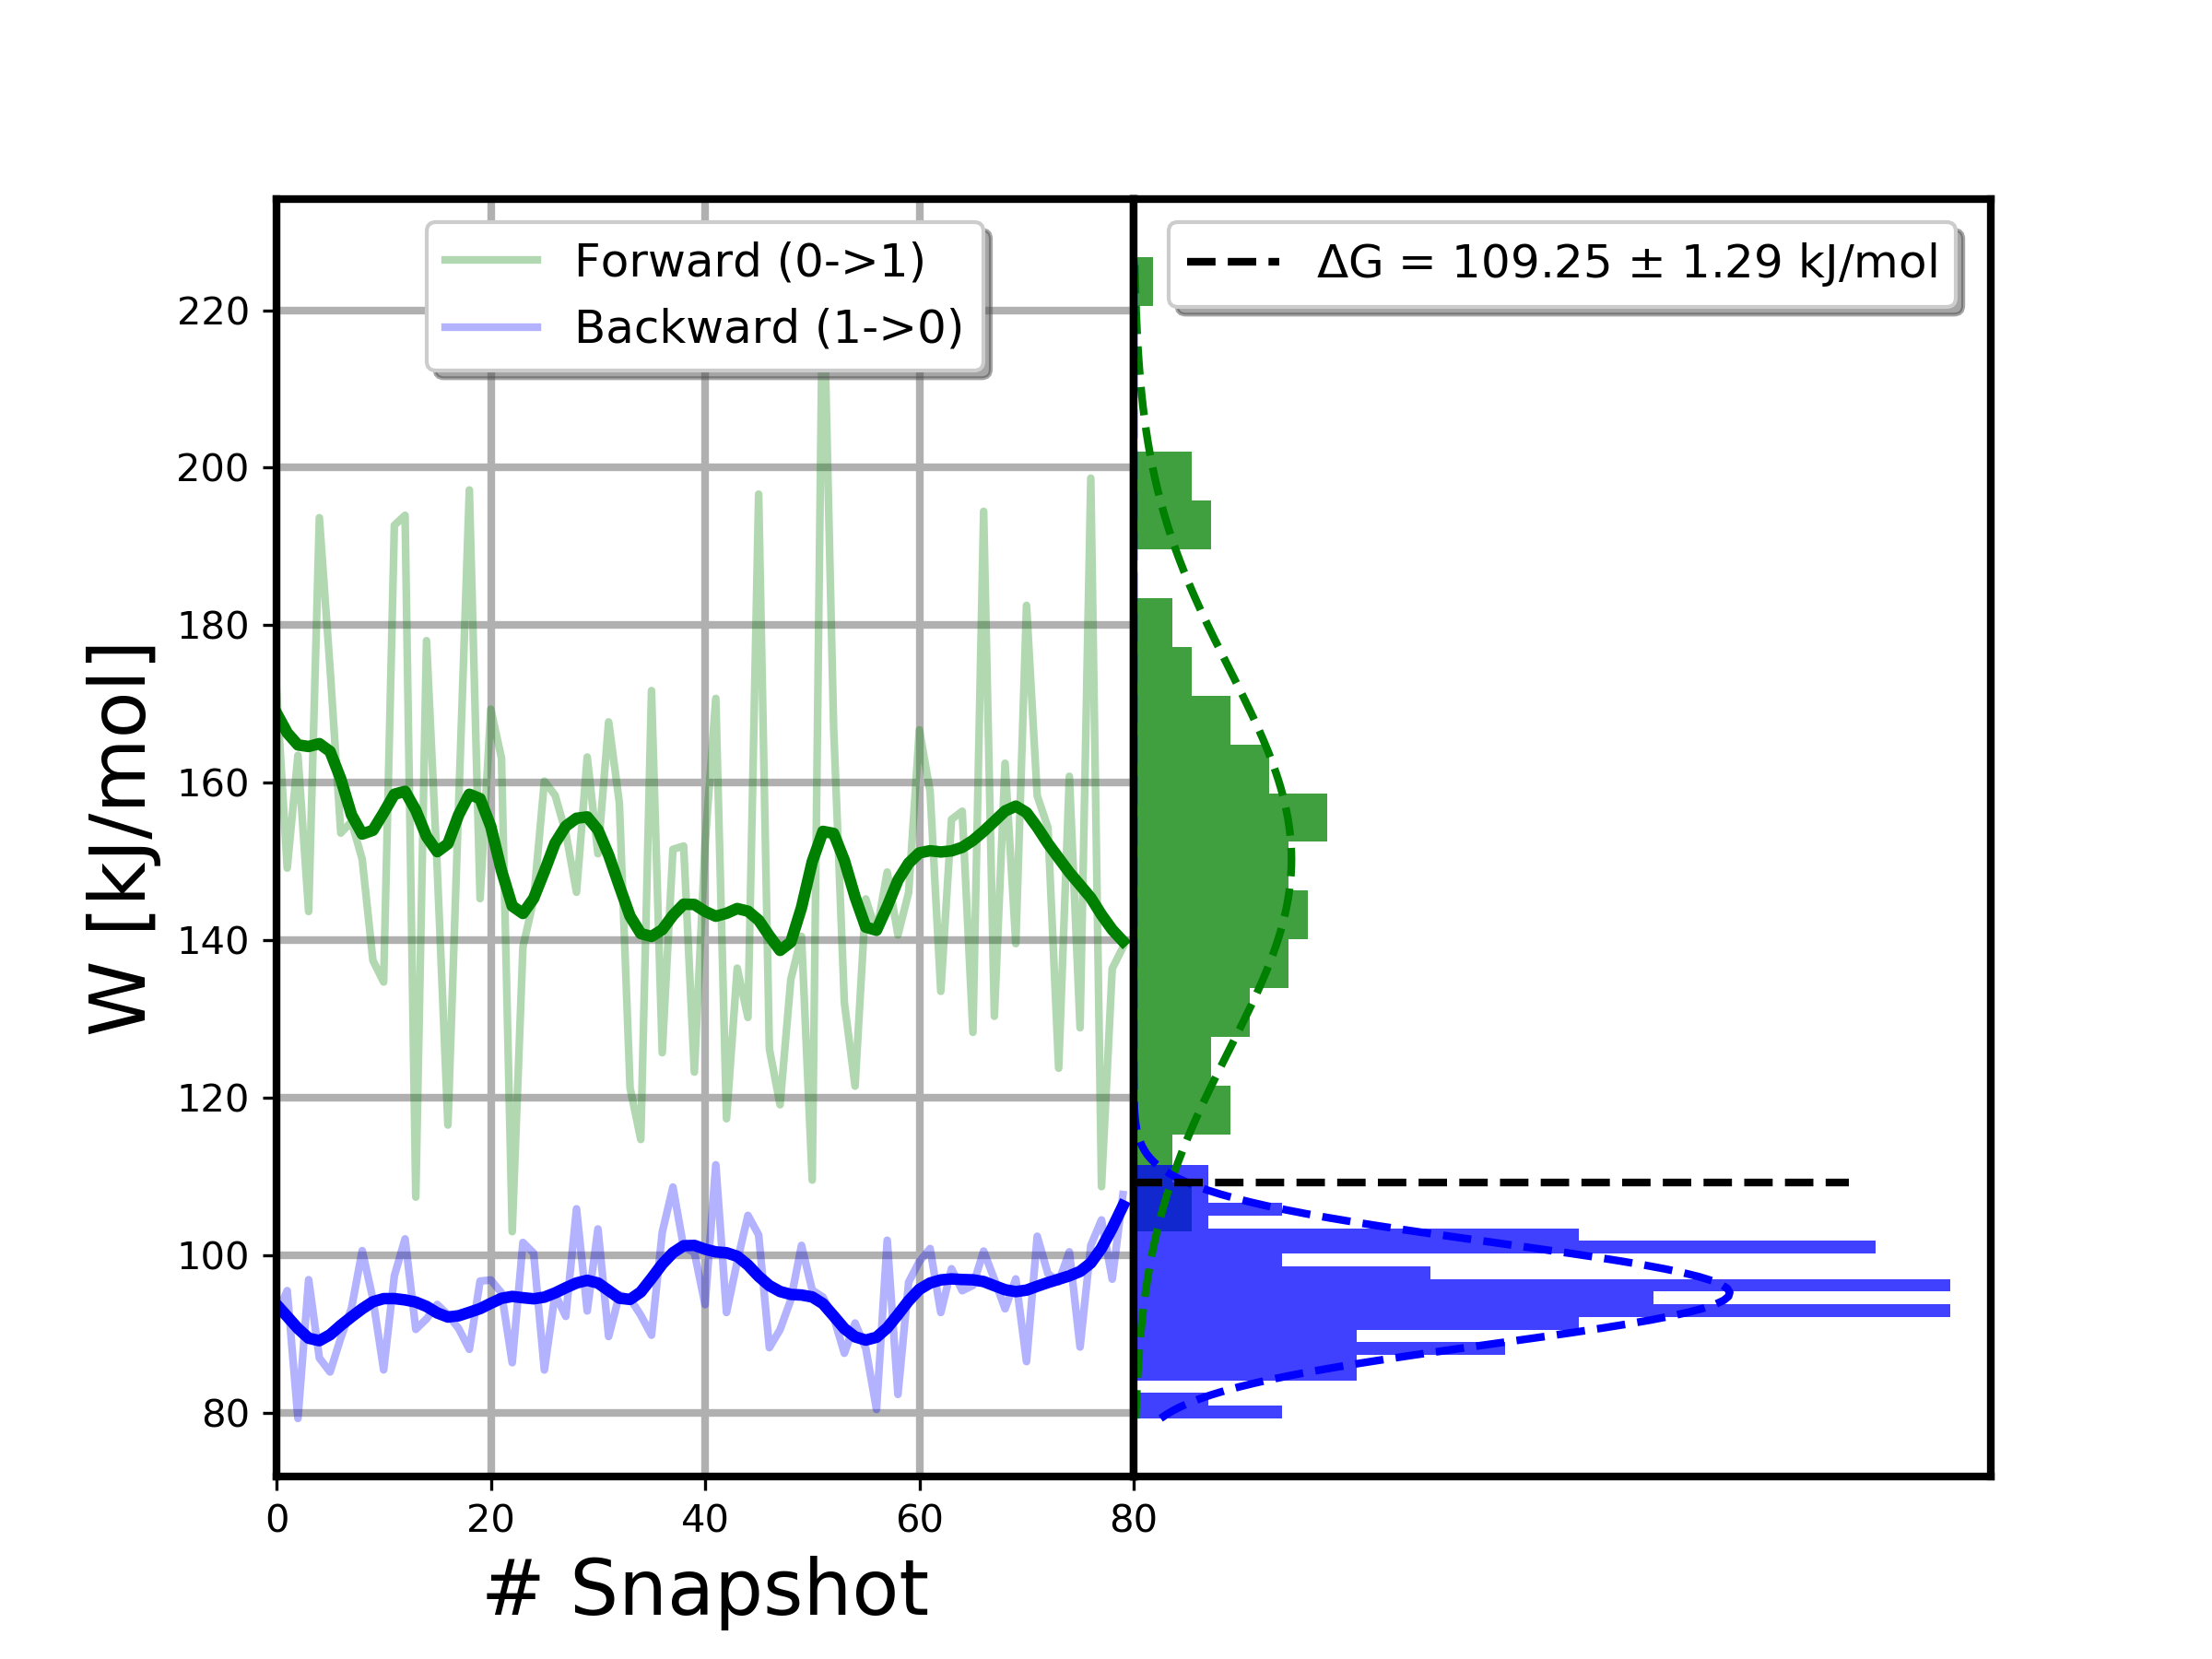 Forward (0->1)
Backward (1->0)
ΔG = 109.25 ± 1.29 kJ/mol
W [kJ/mol]
220
200
180
160
140
120
100
80
0 20 40 60 80
# Snapshot